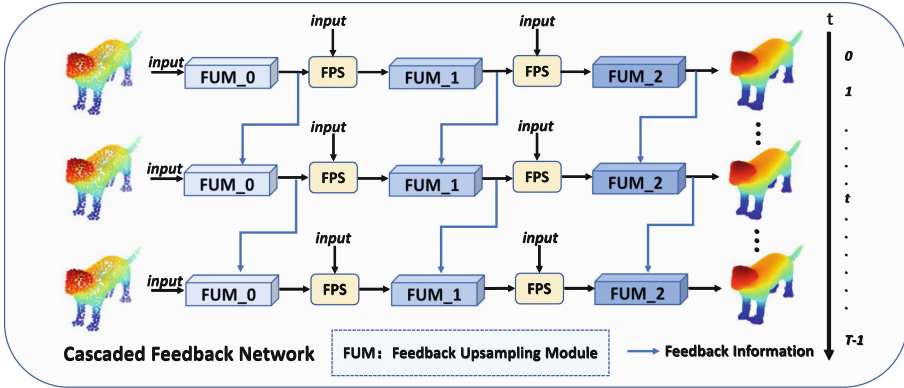 input input t
input FUM_0 FPS FUM_1 FPS FUM_2 0
1
input input .
.
input FUM_0 FPS FUM_1 FPS FUM_2 .
t
input input .
.
input FUM_0 FPS FUM_1 FPS FUM_2 .
.
Cascaded Feedback Network FUM: Feedback Upsampling Module Feedback Information T-1